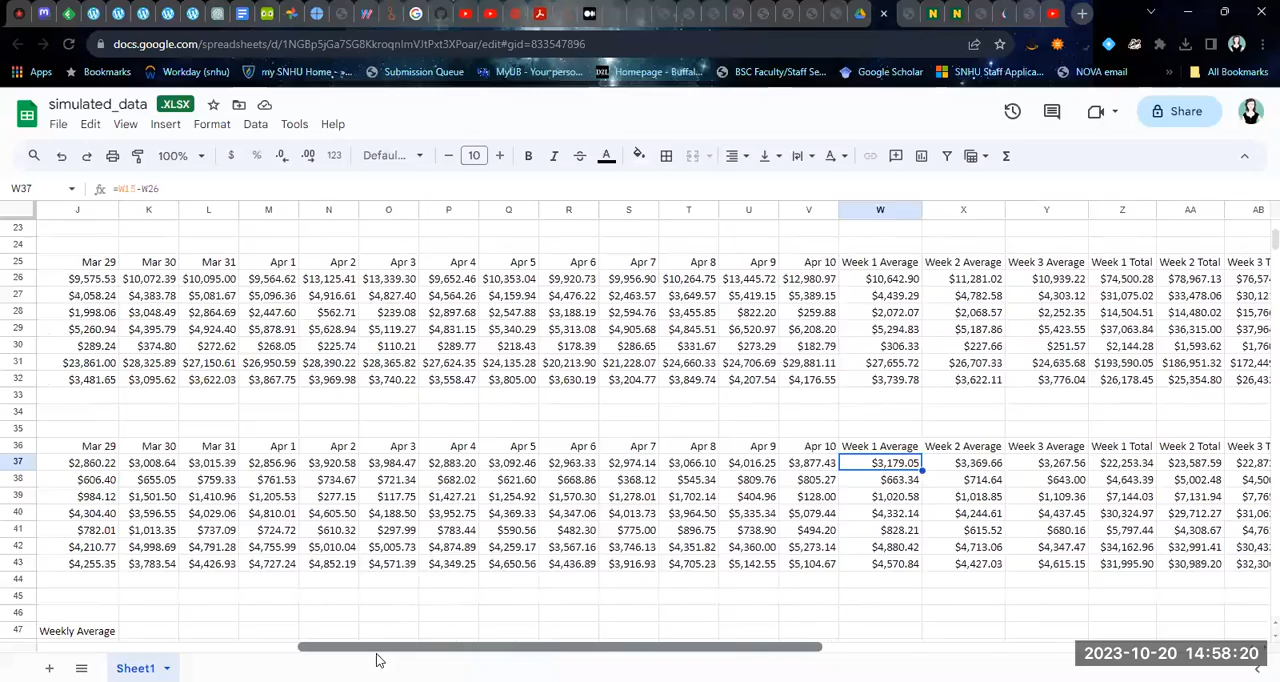 docs.google.com/spreadsheets/d/1NGBp5jGa7SG8KkroqnImVJtPxt3XPoar/edit#gid=833547896
Apps Bookmarks Workday (snhu) my SNHU Home - ... Submission Queue MyUB - Your perso... Homepage - Buffal... BSC Faculty/Staff Se... Google Scholar SNHU Staff Applica... NOVA email » All Bookmarks
simulated_data .XLSX
Share
File Edit View Insert Format Data Tools Help
100% $ % .0 .00 123 Defaul... 10 B I A
W37 fx =W15-W26
J K L M N O P Q R S T U V W X Y Z AA AB
23
24
25 Mar 29 Mar 30 Mar 31 Apr 1 Apr 2 Apr 3 Apr 4 Apr 5 Apr 6 Apr 7 Apr 8 Apr 9 Apr 10 Week 1 Average Week 2 Average Week 3 Average Week 1 Total Week 2 Total Week 3 T
26 $9,575.53 $10,072.39 $10,095.00 $9,564.62 $13,125.41 $13,339.30 $9,652.46 $10,353.04 $9,920.73 $9,956.90 $10,264.75 $13,445.72 $12,980.97 $10,642.90 $11,281.02 $10,939.22 $74,500.28 $78,967.13 $76,57
27 $4,058.24 $4,383.78 $5,081.67 $5,096.36 $4,916.61 $4,827.40 $4,564.26 $4,159.94 $4,476.22 $2,463.57 $3,649.57 $5,419.15 $5,389.15 $4,439.29 $4,782.58 $4,303.12 $31,075.02 $33,478.06 $30,12
28 $1,998.06 $3,048.49 $2,864.69 $2,447.60 $562.71 $239.08 $2,897.68 $2,547.88 $3,188.19 $2,594.76 $3,455.85 $822.20 $259.88 $2,072.07 $2,068.57 $2,252.35 $14,504.51 $14,480.02 $15,76
29 $5,260.94 $4,395.79 $4,924.40 $5,878.91 $5,628.94 $5,119.27 $4,831.15 $5,340.29 $5,313.08 $4,905.68 $4,845.51 $6,520.97 $6,208.20 $5,294.83 $5,187.86 $5,423.55 $37,063.84 $36,315.00 $37,96
30 $289.24 $374.80 $272.62 $268.05 $225.74 $110.21 $289.77 $218.43 $178.39 $286.65 $331.67 $273.29 $182.79 $306.33 $227.66 $251.57 $2,144.28 $1,593.62 $1,76
31 $23,861.00 $28,325.89 $27,150.61 $26,950.59 $28,390.22 $28,365.82 $27,624.35 $24,135.28 $20,213.90 $21,228.07 $24,660.33 $24,706.69 $29,881.11 $27,655.72 $26,707.33 $24,635.68 $193,590.05 $186,951.32 $172,44
32 $3,481.65 $3,095.62 $3,622.03 $3,867.75 $3,969.98 $3,740.22 $3,558.47 $3,805.00 $3,630.19 $3,204.77 $3,849.74 $4,207.54 $4,176.55 $3,739.78 $3,622.11 $3,776.04 $26,178.45 $25,354.80 $26,43
33
34
35
36 Mar 29 Mar 30 Mar 31 Apr 1 Apr 2 Apr 3 Apr 4 Apr 5 Apr 6 Apr 7 Apr 8 Apr 9 Apr 10 Week 1 Average Week 2 Average Week 3 Average Week 1 Total Week 2 Total Week 3 T
37 $2,860.22 $3,008.64 $3,015.39 $2,856.96 $3,920.58 $3,984.47 $2,883.20 $3,092.46 $2,963.33 $2,974.14 $3,066.10 $4,016.25 $3,877.43 $3,179.05 $3,369.66 $3,267.56 $22,253.34 $23,587.59 $22,87
38 $606.40 $655.05 $759.33 $761.53 $734.67 $721.34 $682.02 $621.60 $668.86 $368.12 $545.34 $809.76 $805.27 $663.34 $714.64 $643.00 $4,643.39 $5,002.48 $4,50
39 $984.12 $1,501.50 $1,410.96 $1,205.53 $277.15 $117.75 $1,427.21 $1,254.92 $1,570.30 $1,278.01 $1,702.14 $404.96 $128.00 $1,020.58 $1,018.85 $1,109.36 $7,144.03 $7,131.94 $7,76
40 $4,304.40 $3,596.55 $4,029.06 $4,810.01 $4,605.50 $4,188.50 $3,952.75 $4,369.33 $4,347.06 $4,013.73 $3,964.50 $5,335.34 $5,079.44 $4,332.14 $4,244.61 $4,437.45 $30,324.97 $29,712.27 $31,06
41 $782.01 $1,013.35 $737.09 $724.72 $610.32 $297.99 $783.44 $590.56 $482.30 $775.00 $896.75 $738.90 $494.20 $828.21 $615.52 $680.16 $5,797.44 $4,308.67 $4,76
42 $4,210.77 $4,998.69 $4,791.28 $4,755.99 $5,010.04 $5,005.73 $4,874.89 $4,259.17 $3,567.16 $3,746.13 $4,351.82 $4,360.00 $5,273.14 $4,880.42 $4,713.06 $4,347.47 $34,162.96 $32,991.41 $30,43
43 $4,255.35 $3,783.54 $4,426.93 $4,727.24 $4,852.19 $4,571.39 $4,349.25 $4,650.56 $4,436.89 $3,916.93 $4,705.23 $5,142.55 $5,104.67 $4,570.84 $4,427.03 $4,615.15 $31,995.90 $30,989.20 $32,30
44
45
46
47 Weekly Average
Sheet1
2023-10-20 14:58:20